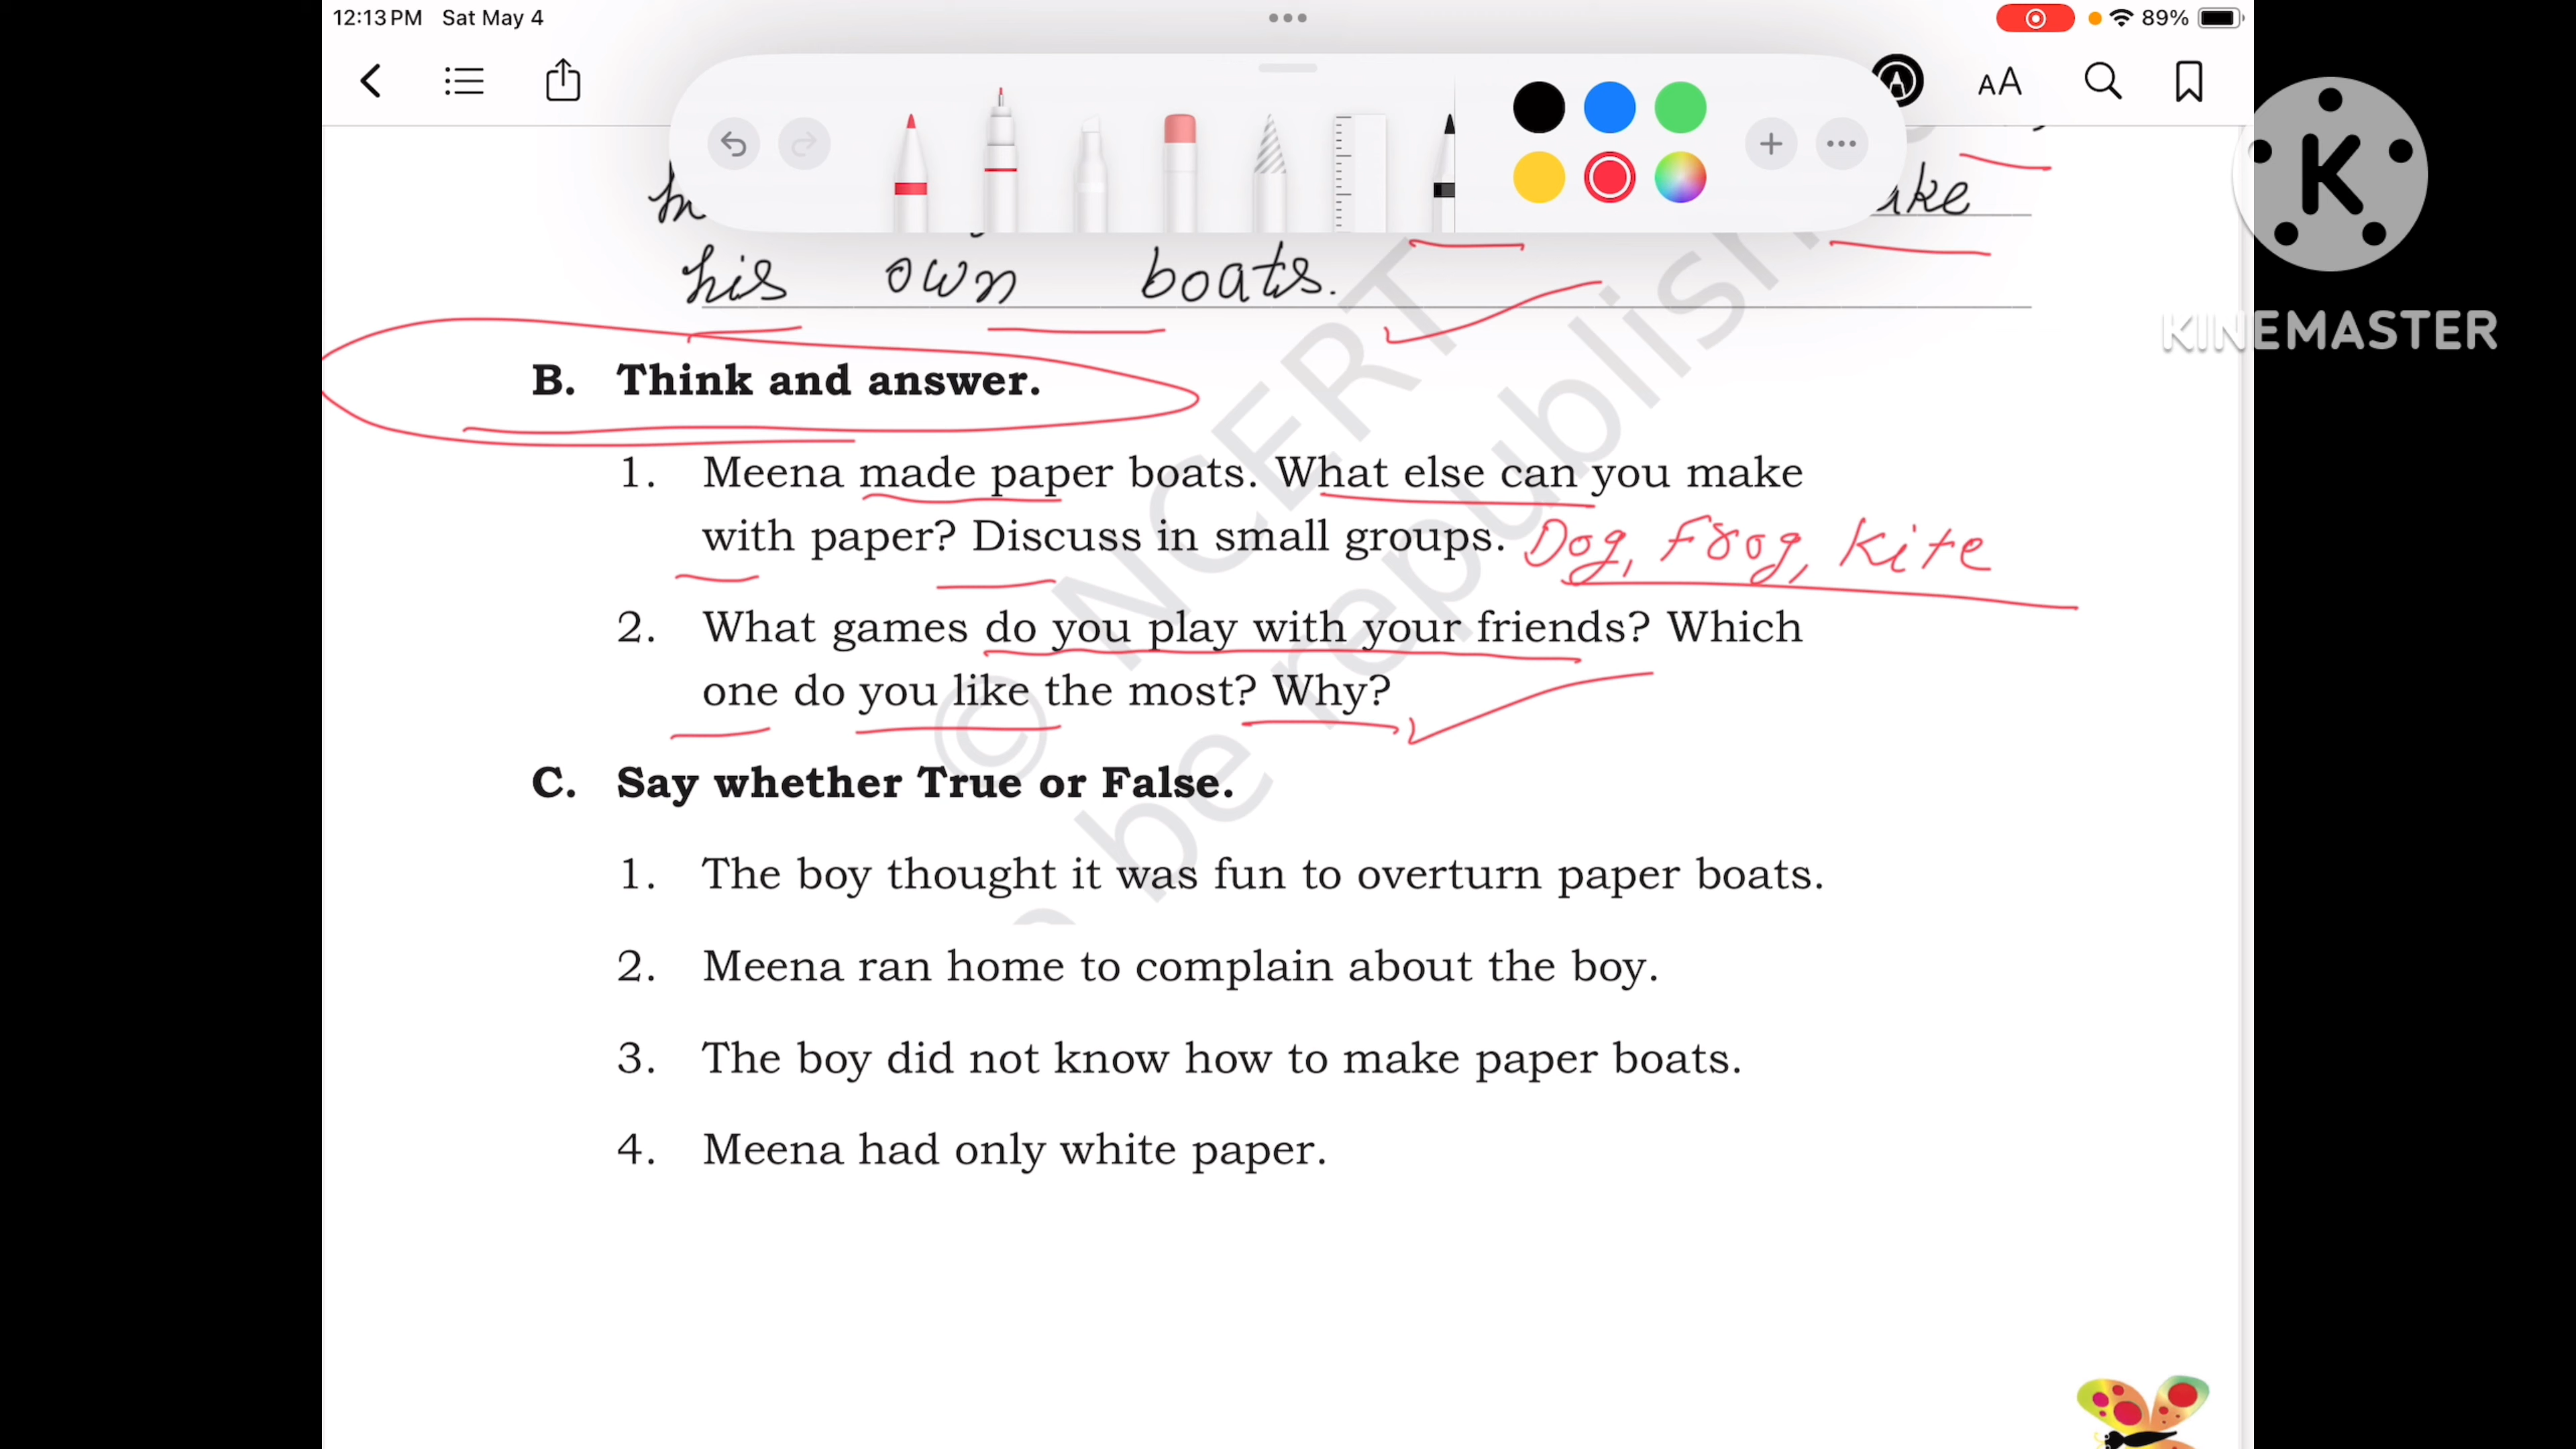 12:13 PM Sat May 4
89%
AA
his own boats.
B. Think and answer.
1. Meena made paper boats. What else can you make
with paper? Discuss in small groups. Dog, Frog, Kite
2. What games do you play with your friends? Which
one do you like the most? Why?
C. Say whether True or False.
1. The boy thought it was fun to overturn paper boats.
2. Meena ran home to complain about the boy.
3. The boy did not know how to make paper boats.
4. Meena had only white paper.
© NCERT
be republish
K
KINEMASTER